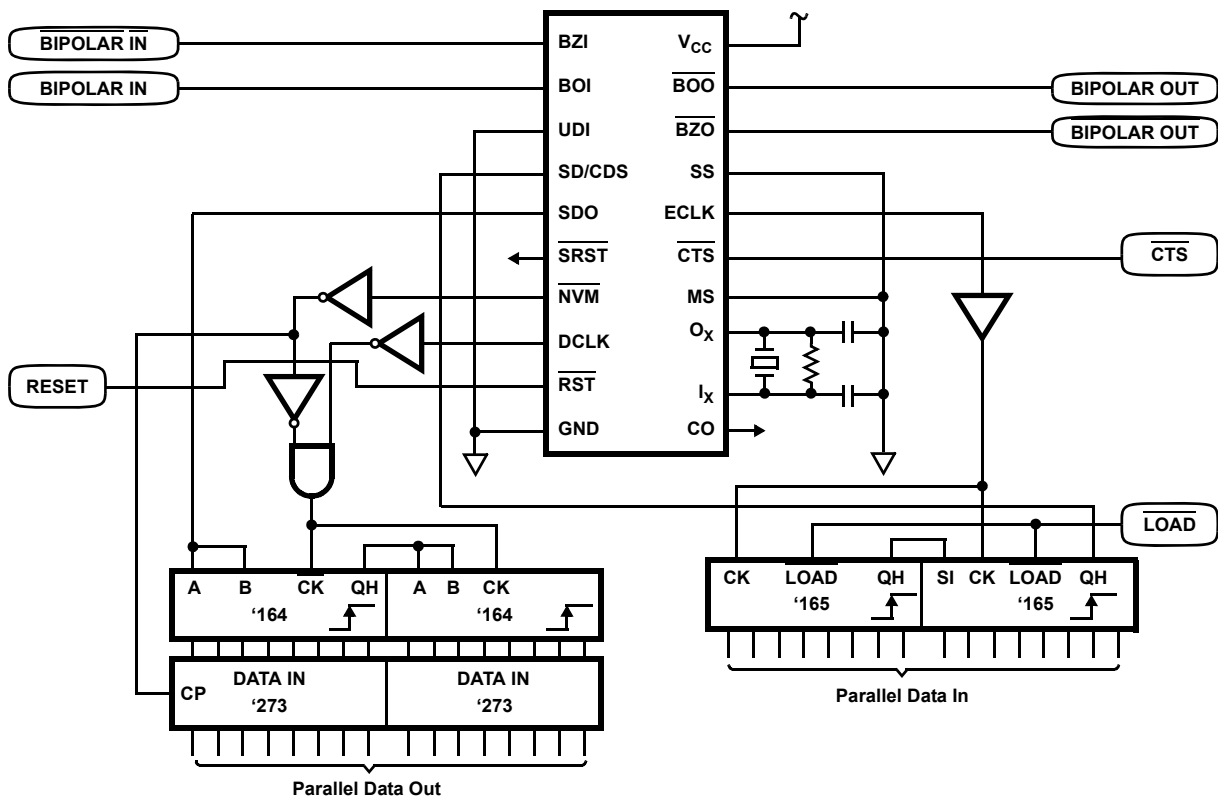 BIPOLAR IN
BIPOLAR IN
RESET
BZI
BOI
UDI
SD/CDS
SDO
SRST
NVM
DCLK
RST
GND
VCC
BOO
BZO
SS
ECLK
CTS
MS
OX
IX
CO
BIPOLAR OUT
BIPOLAR OUT
CTS
LOAD
A B CK QH A B CK
‘164 ‘164
DATA IN DATA IN
CP
‘273 ‘273
Parallel Data Out
CK LOAD QH SI CK LOAD QH
‘165 ‘165
Parallel Data In